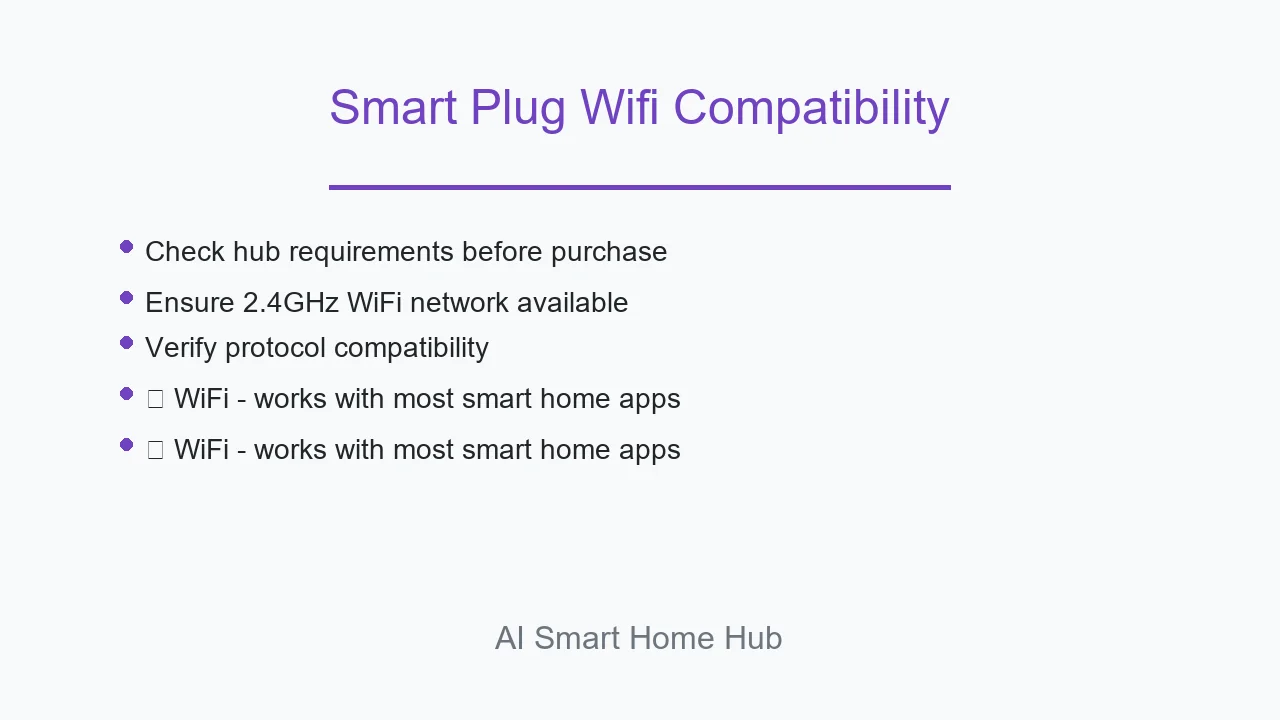 Smart Plug Wifi Compatibility
Check hub requirements before purchase
Ensure 2.4GHz WiFi network available
Verify protocol compatibility
□ WiFi - works with most smart home apps
□ WiFi - works with most smart home apps
AI Smart Home Hub